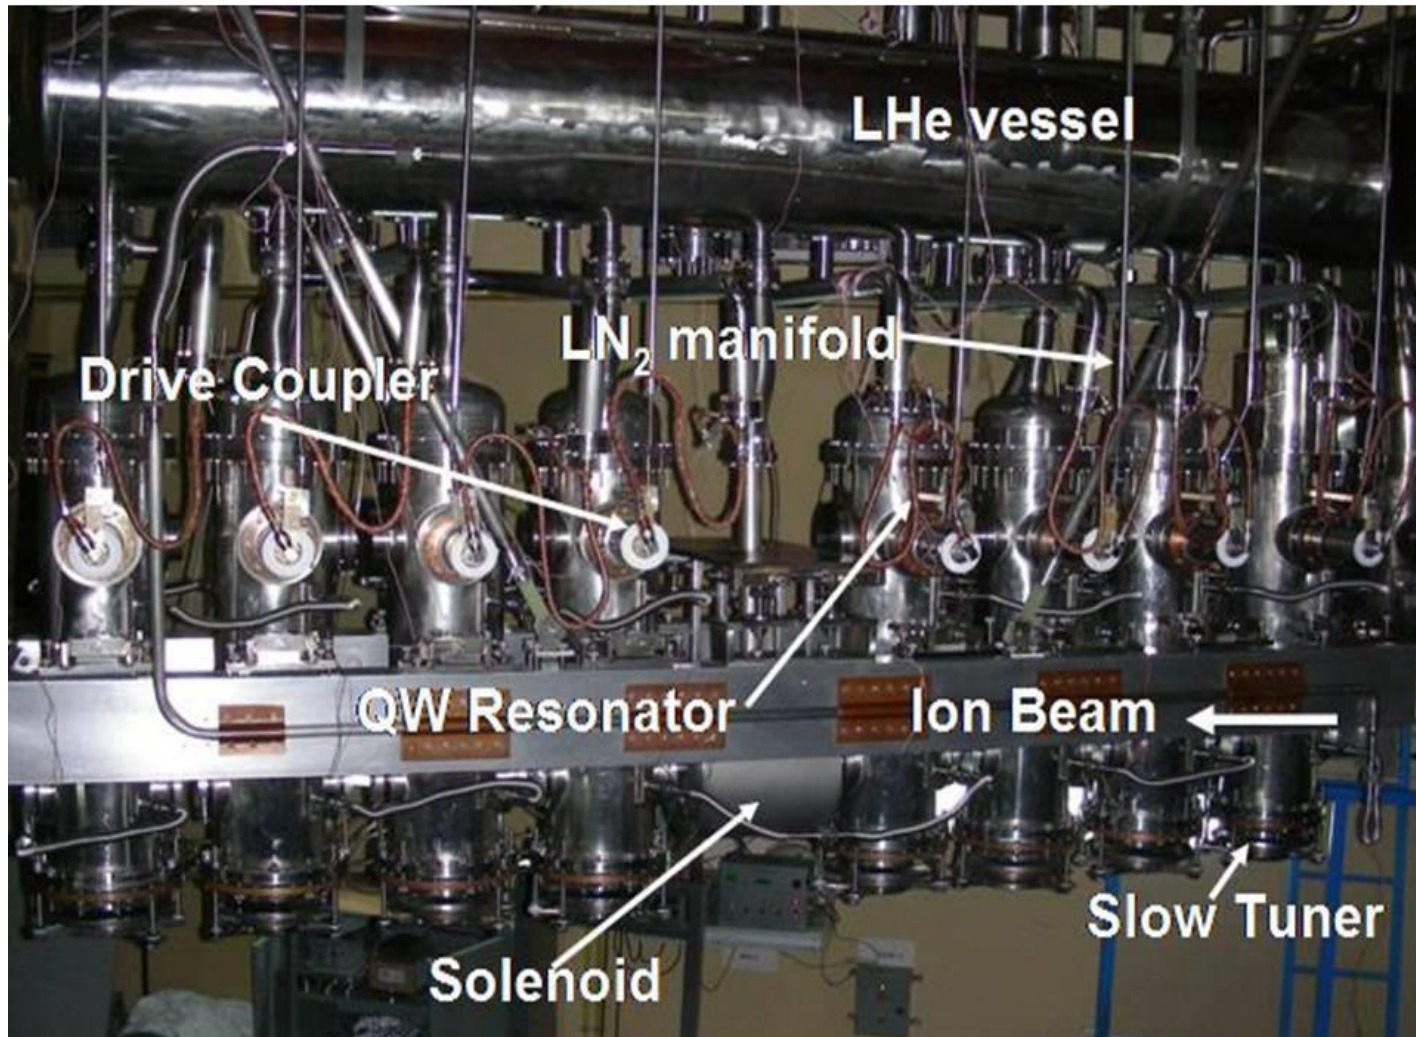 LHe vessel
LN₂ manifold
Drive Coupler
QW Resonator
Ion Beam
Solenoid
Slow Tuner